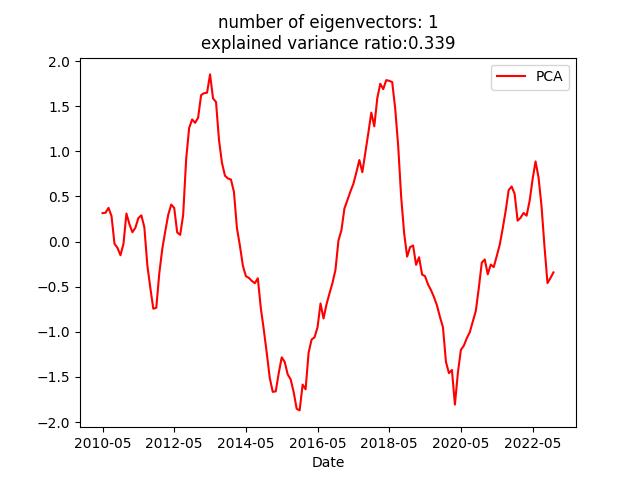 number of eigenvectors: 1
explained variance ratio:0.339
PCA
2.0
1.5
1.0
0.5
0.0
−0.5
−1.0
−1.5
−2.0
2010-05 2012-05 2014-05 2016-05 2018-05 2020-05 2022-05
Date